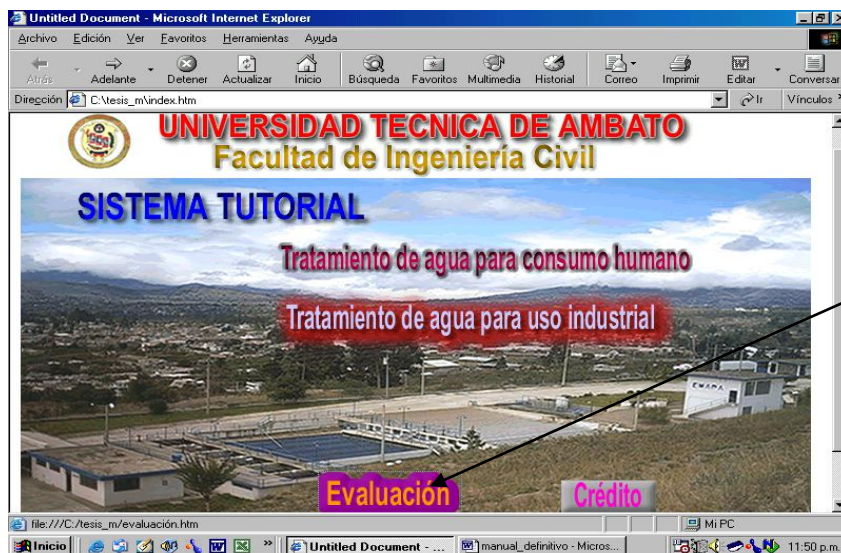 Untitled Document - Microsoft Internet Explorer
Archivo Edición Ver Favoritos Herramientas Ayuda
Atrás Adelante Detener Actualizar Inicio Búsqueda Favoritos Multimedia Historial Correo Imprimir Editar Conversar
Dirección C:\tesis_m\index.htm Ir Vínculos »
UNIVERSIDAD TECNICA DE AMBATO
Facultad de Ingeniería Civil
SISTEMA TUTORIAL
Tratamiento de agua para consumo humano
Tratamiento de agua para uso industrial
EMAPA
Evaluación Crédito
file:///C:/tesis_m/evaluación.htm Mi PC
Inicio » Untitled Document - ... manual_definitivo - Micros... 11:50 p.m.